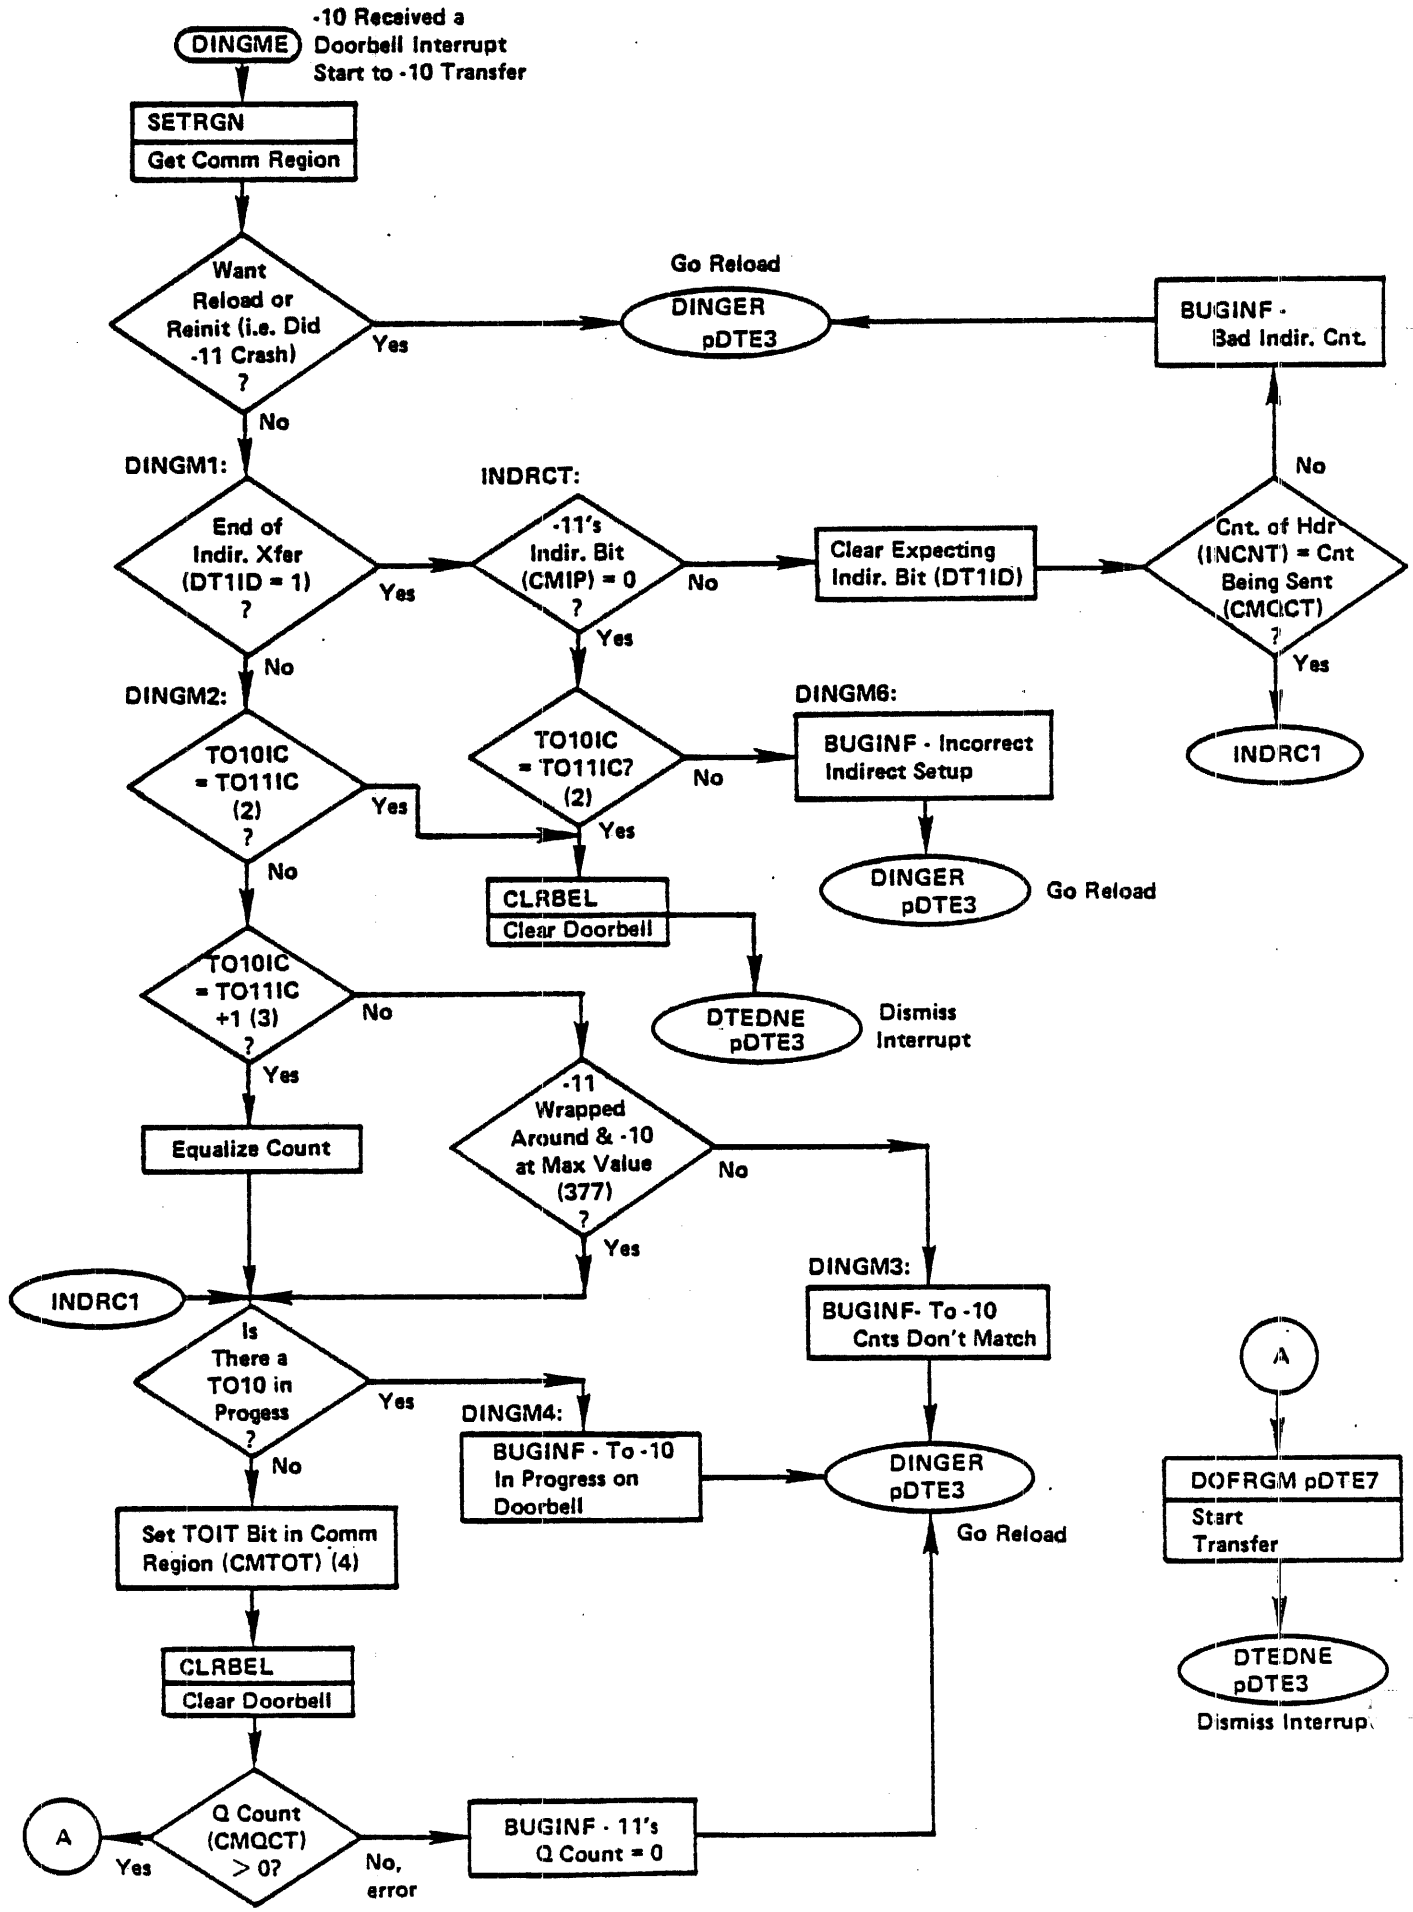 -10 Received a
Doorbell Interrupt
Start to -10 Transfer
DINGME
SETRGN
Get Comm Region
Want
Reload or
Reinit (i.e. Did
-11 Crash)
?
Yes
No
Go Reload
DINGER
pDTE3
BUGINF -
Bad Indir. Cnt.
No
DINGM1:
End of
Indir. Xfer
(DT1ID = 1)
?
Yes
No
INDRCT:
-11's
Indir. Bit
(CMIP) = 0
?
No
Yes
Clear Expecting
Indir. Bit (DT1ID)
Cnt. of Hdr
(INCNT) = Cnt
Being Sent
(CMQCT)
?
Yes
INDRC1
DINGM2:
TO10IC
= TO11IC
(2)
?
Yes
No
TO10IC
= TO11IC?
(2)
No
Yes
DINGM6:
BUGINF - Incorrect
Indirect Setup
DINGER
pDTE3
Go Reload
CLRBEL
Clear Doorbell
DTEDNE
pDTE3
Dismiss
Interrupt
TO10IC
= TO11IC
+1 (3)
?
No
Yes
Equalize Count
-11
Wrapped
Around & -10
at Max Value
(377)
?
No
Yes
DINGM3:
BUGINF- To -10
Cnts Don't Match
INDRC1
Is
There a
TO10 in
Progess
?
Yes
No
DINGM4:
BUGINF - To -10
In Progress on
Doorbell
DINGER
pDTE3
Go Reload
Set TOIT Bit in Comm
Region (CMTOT) (4)
CLRBEL
Clear Doorbell
Q Count
(CMQCT)
> 0?
Yes
A
No,
error
BUGINF - 11's
Q Count = 0
A
DOFRGM pDTE7
Start
Transfer
DTEDNE
pDTE3
Dismiss Interrup